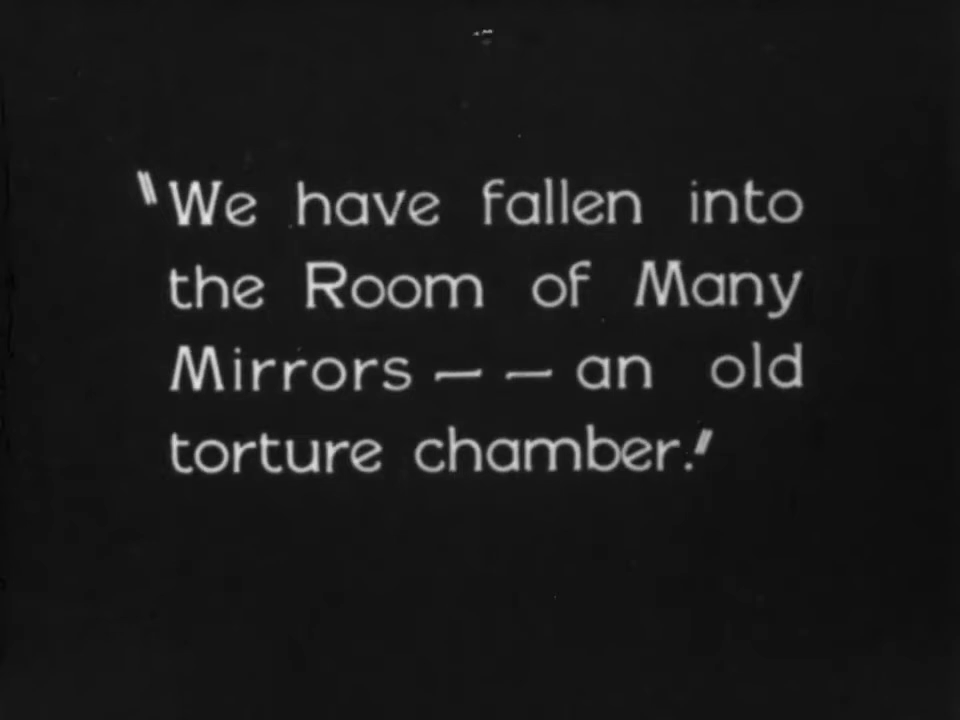 "We have fallen into
the Room of Many
Mirrors — — an old
torture chamber."